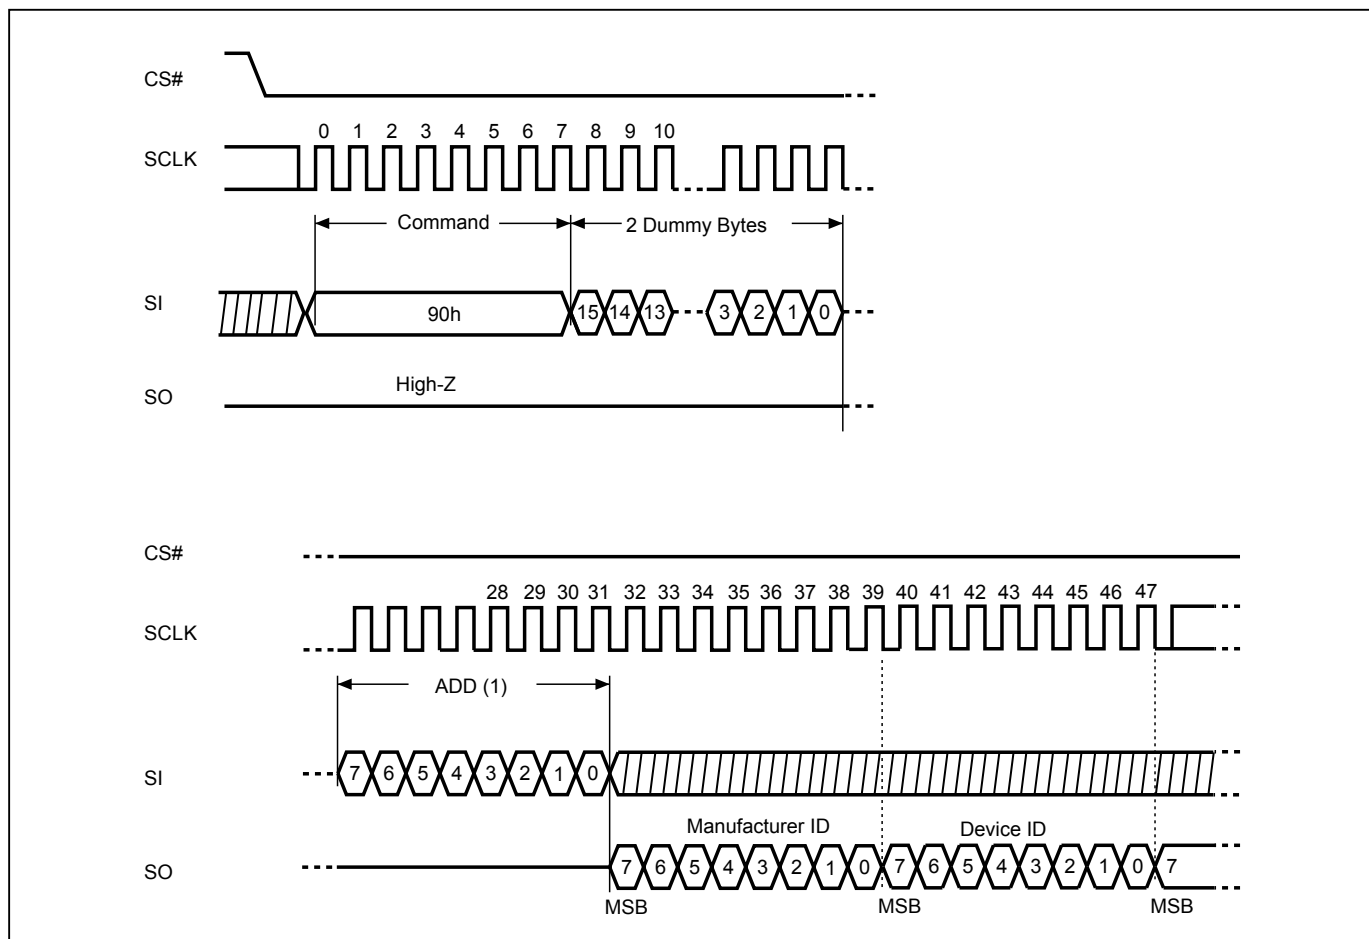 CS#
0 1 2 3 4 5 6 7 8 9 10
SCLK
Command 2 Dummy Bytes
SI 90h 15 14 13 3 2 1 0
High-Z
SO
CS#
28 29 30 31 32 33 34 35 36 37 38 39 40 41 42 43 44 45 46 47
SCLK
ADD (1)
SI 7 6 5 4 3 2 1 0
Manufacturer ID Device ID
SO 7 6 5 4 3 2 1 0 7 6 5 4 3 2 1 0 7
MSB MSB MSB